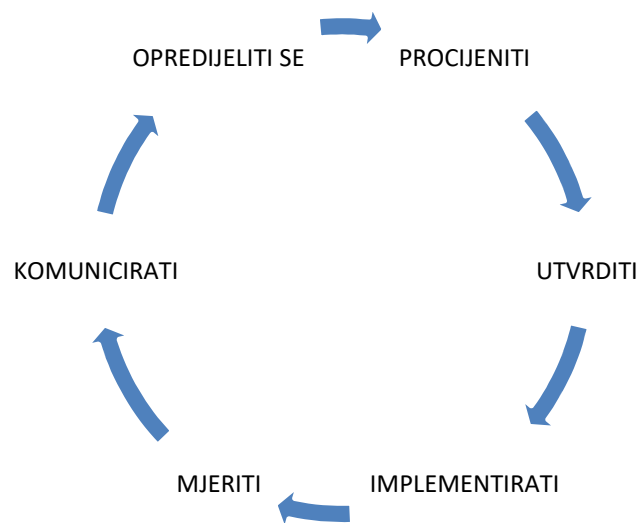 OPREDIJELITI SE
PROCIJENITI
UTVRDITI
IMPLEMENTIRATI
MJERITI
KOMUNICIRATI